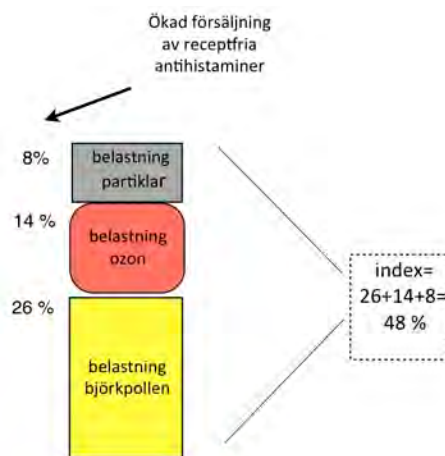 Ökad försäljning
av receptfria
antihistaminer
8%
belastning
partiklar
14 %
belastning
ozon
26 %
belastning
björkpollen
index=
26+14+8=
48 %